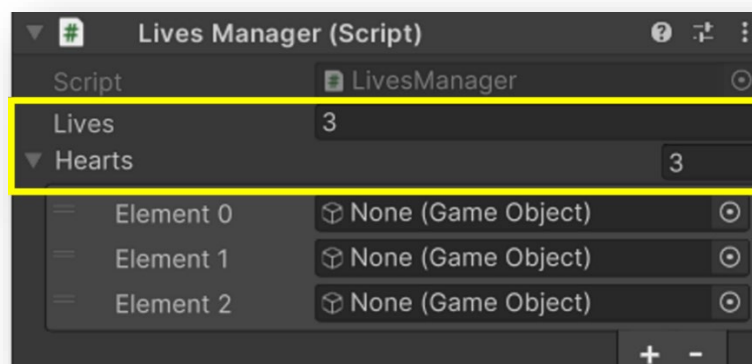 Lives Manager (Script)
Script LivesManager
Lives 3
Hearts 3
Element 0 None (Game Object)
Element 1 None (Game Object)
Element 2 None (Game Object)
+ -